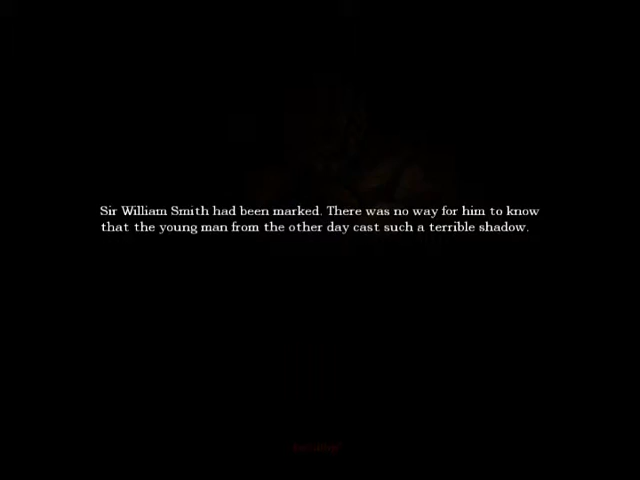 Sir William Smith had been marked. There was no way for him to know
that the young man from the other day cast such a terrible shadow.